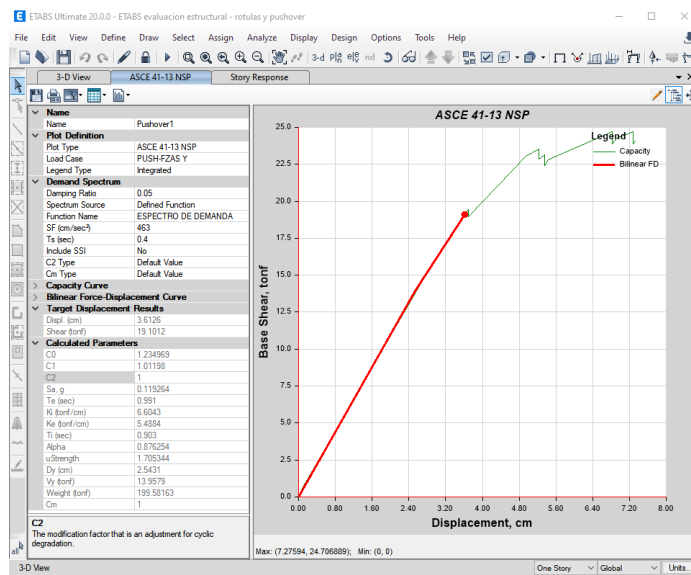 ETABS Ultimate 20.0.0 - ETABS evaluacion estructural - rotulas y pushover
File Edit View Define Draw Select Assign Analyze Display Design Options Tools Help
3-d nd
3-D View ASCE 41-13 NSP Story Response
Name
Name Pushover1
Plot Definition
Plot Type ASCE 41-13 NSP
Load Case PUSH-FZAS Y
Legend Type Integrated
Demand Spectrum
Damping Ratio 0.05
Spectrum Source Defined Function
Function Name ESPECTRO DE DEMANDA
SF (cm/sec²) 463
Ts (sec) 0.4
Include SSI No
C2 Type Default Value
Cm Type Default Value
Capacity Curve
Bilinear Force-Displacement Curve
Target Displacement Results
Displ. (cm) 3.6126
Shear (tonf) 19.1012
Calculated Parameters
C0 1.234969
C1 1.01198
C2 1
Sa, g 0.119264
Te (sec) 0.991
Ki (tonf/cm) 6.6043
Ke (tonf/cm) 5.4884
Ti (sec) 0.903
Alpha 0.876254
uStrength 1.705344
Dy (cm) 2.5431
Vy (tonf) 13.9579
Weight (tonf) 199.58163
Cm 1
C2
The modification factor that is an adjustment for cyclic
degradation.
all
ASCE 41-13 NSP
Legend
Capacity
Bilinear FD
Base Shear, tonf
25.0
22.5
20.0
17.5
15.0
12.5
10.0
7.5
5.0
2.5
0.0
0.00 0.80 1.60 2.40 3.20 4.00 4.80 5.60 6.40 7.20 8.00
Displacement, cm
Max: (7.27594, 24.706889); Min: (0, 0)
3-D View One Story Global Units...